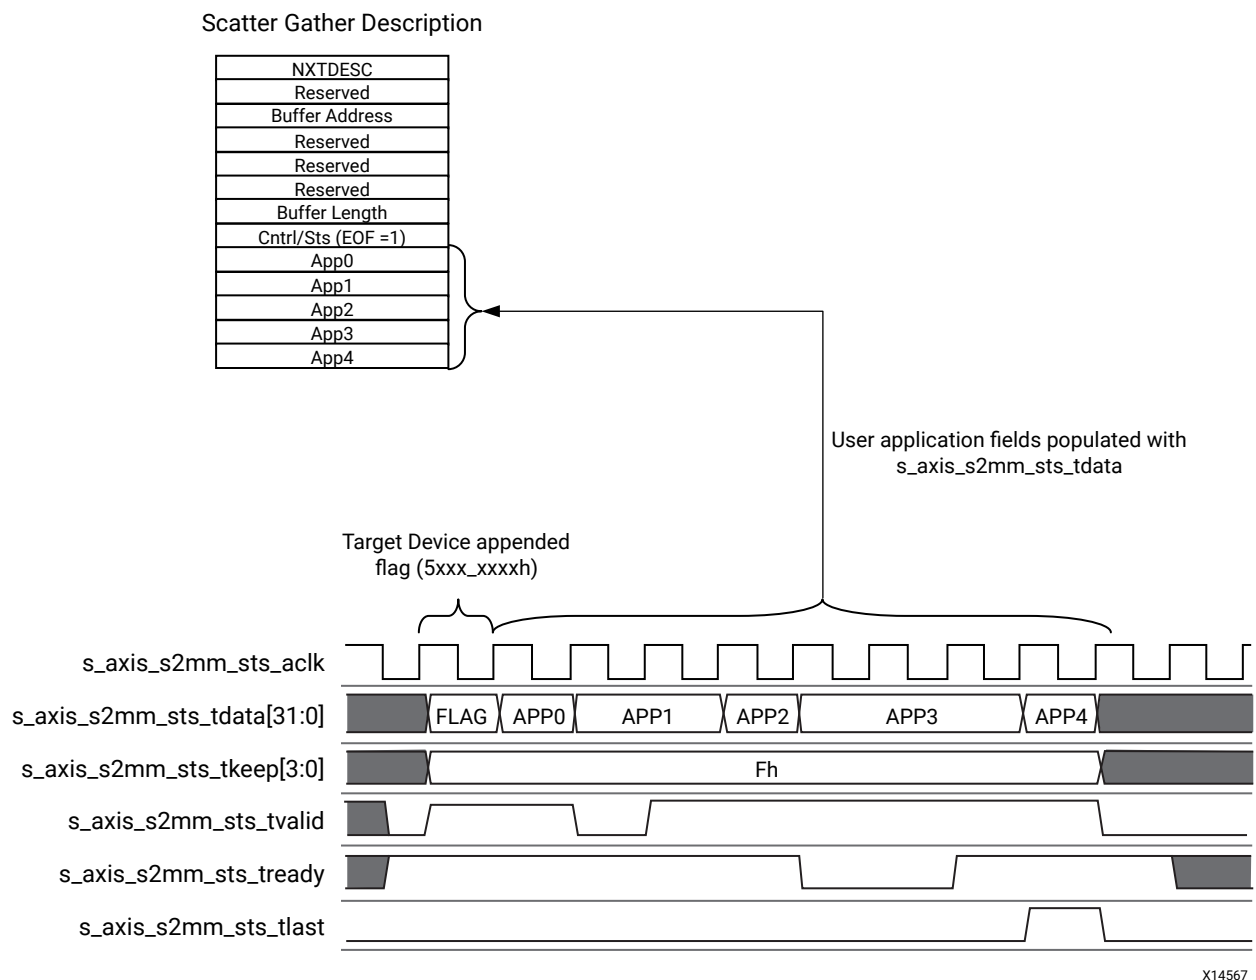 Scatter Gather Description
NXTDESC
Reserved
Buffer Address
Reserved
Reserved
Reserved
Buffer Length
Cntrl/Sts (EOF =1)
App0
App1
App2
App3
App4
User application fields populated with
s_axis_s2mm_sts_tdata
Target Device appended
flag (5xxx_xxxxh)
s_axis_s2mm_sts_aclk
s_axis_s2mm_sts_tdata[31:0] FLAG APP0 APP1 APP2 APP3 APP4
s_axis_s2mm_sts_tkeep[3:0] Fh
s_axis_s2mm_sts_tvalid
s_axis_s2mm_sts_tready
s_axis_s2mm_sts_tlast
X14567